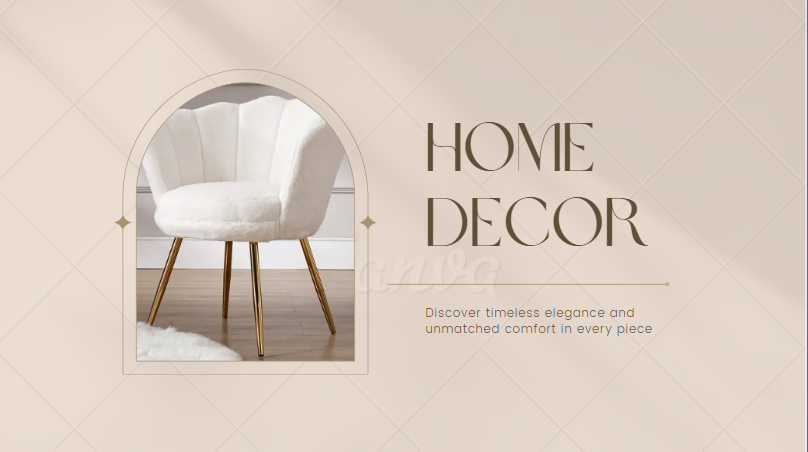 HOME
DECOR
Discover timeless elegance and
unmatched comfort in every piece